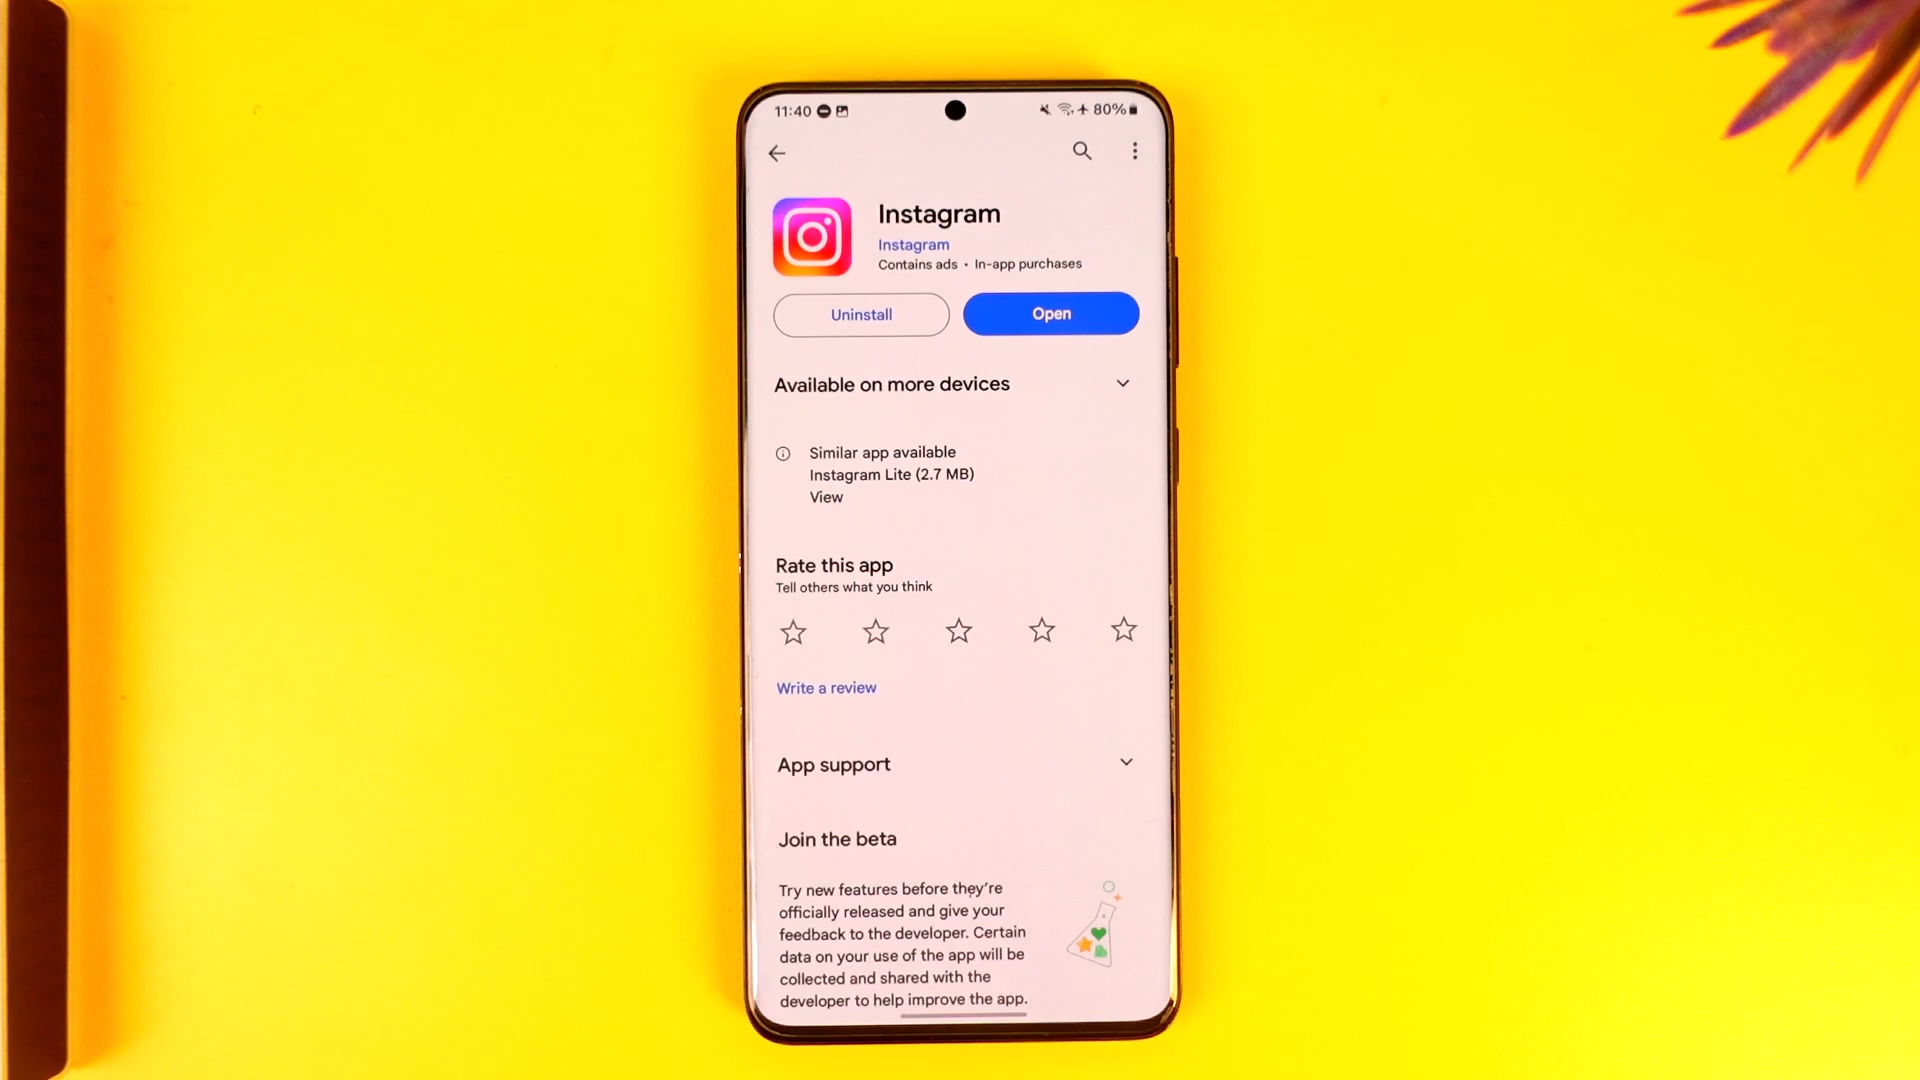 11:40 80%
Instagram
Instagram
Contains ads • In-app purchases
Uninstall Open
Available on more devices
Similar app available
Instagram Lite (2.7 MB)
View
Rate this app
Tell others what you think
Write a review
App support
Join the beta
Try new features before they're
officially released and give your
feedback to the developer. Certain
data on your use of the app will be
collected and shared with the
developer to help improve the app.